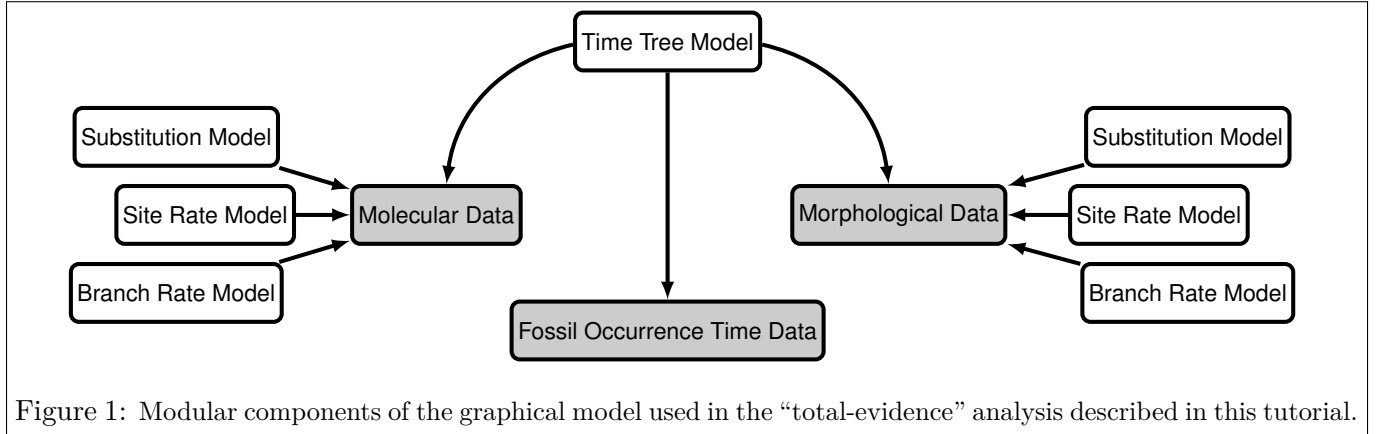 Time Tree Model
Substitution Model
Substitution Model
Site Rate Model
Molecular Data
Morphological Data
Site Rate Model
Branch Rate Model
Branch Rate Model
Fossil Occurrence Time Data
Figure 1: Modular components of the graphical model used in the “total-evidence” analysis described in this tutorial.